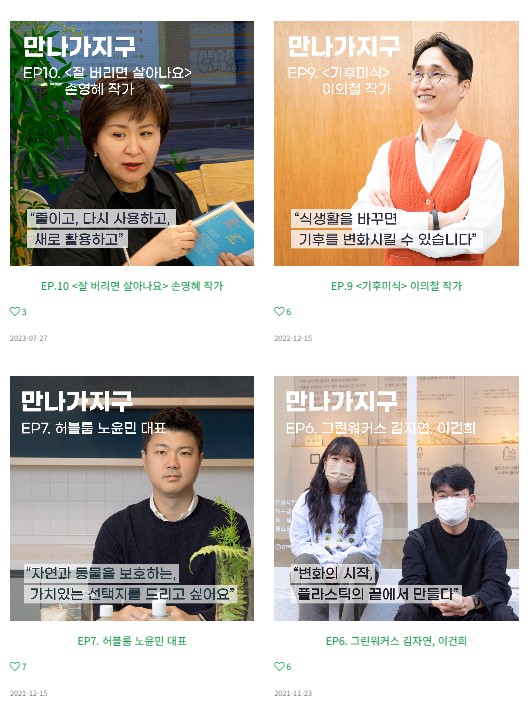 만나가지구
EP10. <잘 버리면 살아나요>
손영혜 작가
“줄이고, 다시 사용하고,
새로 활용하고”
EP.10 <잘 버리면 살아나요> 손영혜 작가
3
2023-07-27
만나가지구
EP9. <기후미식>
이의철 작가
“식생활을 바꾸면
기후를 변화시킬 수 있습니다”
EP.9 <기후미식> 이의철 작가
6
2022-12-15
만나가지구
EP7. 허블룸 노윤민 대표
“자연과 동물을 보호하는,
가치있는 선택지를 드리고 싶어요”
EP7. 허블룸 노윤민 대표
7
2021-12-15
만나가지구
EP6. 그린워커스 김자연, 이건희
“변화의 시작,
플라스틱의 끝에서 만들다”
EP6. 그린워커스 김자연, 이건희
6
2021-11-23